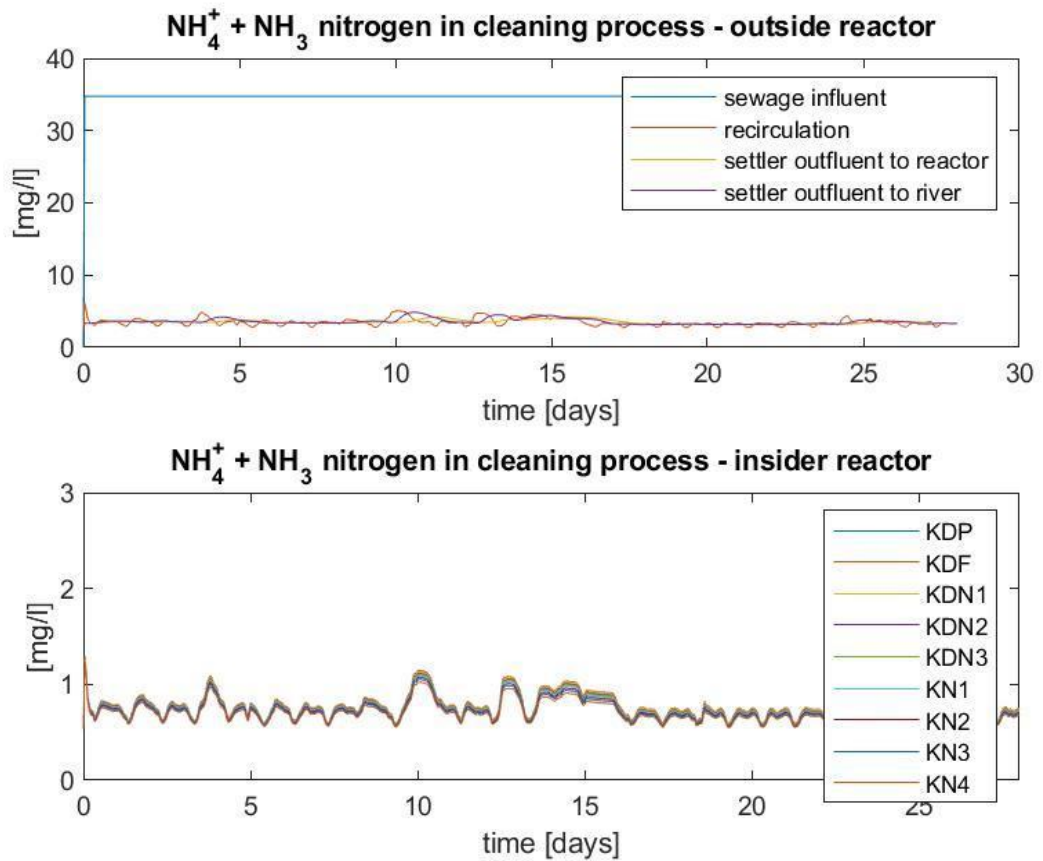 NH4+ + NH3 nitrogen in cleaning process - outside reactor
40
30
20
10
0
[mg/l]
sewage influent
recirculation
settler outfluent to reactor
settler outfluent to river
0 5 10 15 20 25 30
time [days]
NH4+ + NH3 nitrogen in cleaning process - insider reactor
3
2
1
0
[mg/l]
KDP
KDF
KDN1
KDN2
KDN3
KN1
KN2
KN3
KN4
0 5 10 15 20 25
time [days]